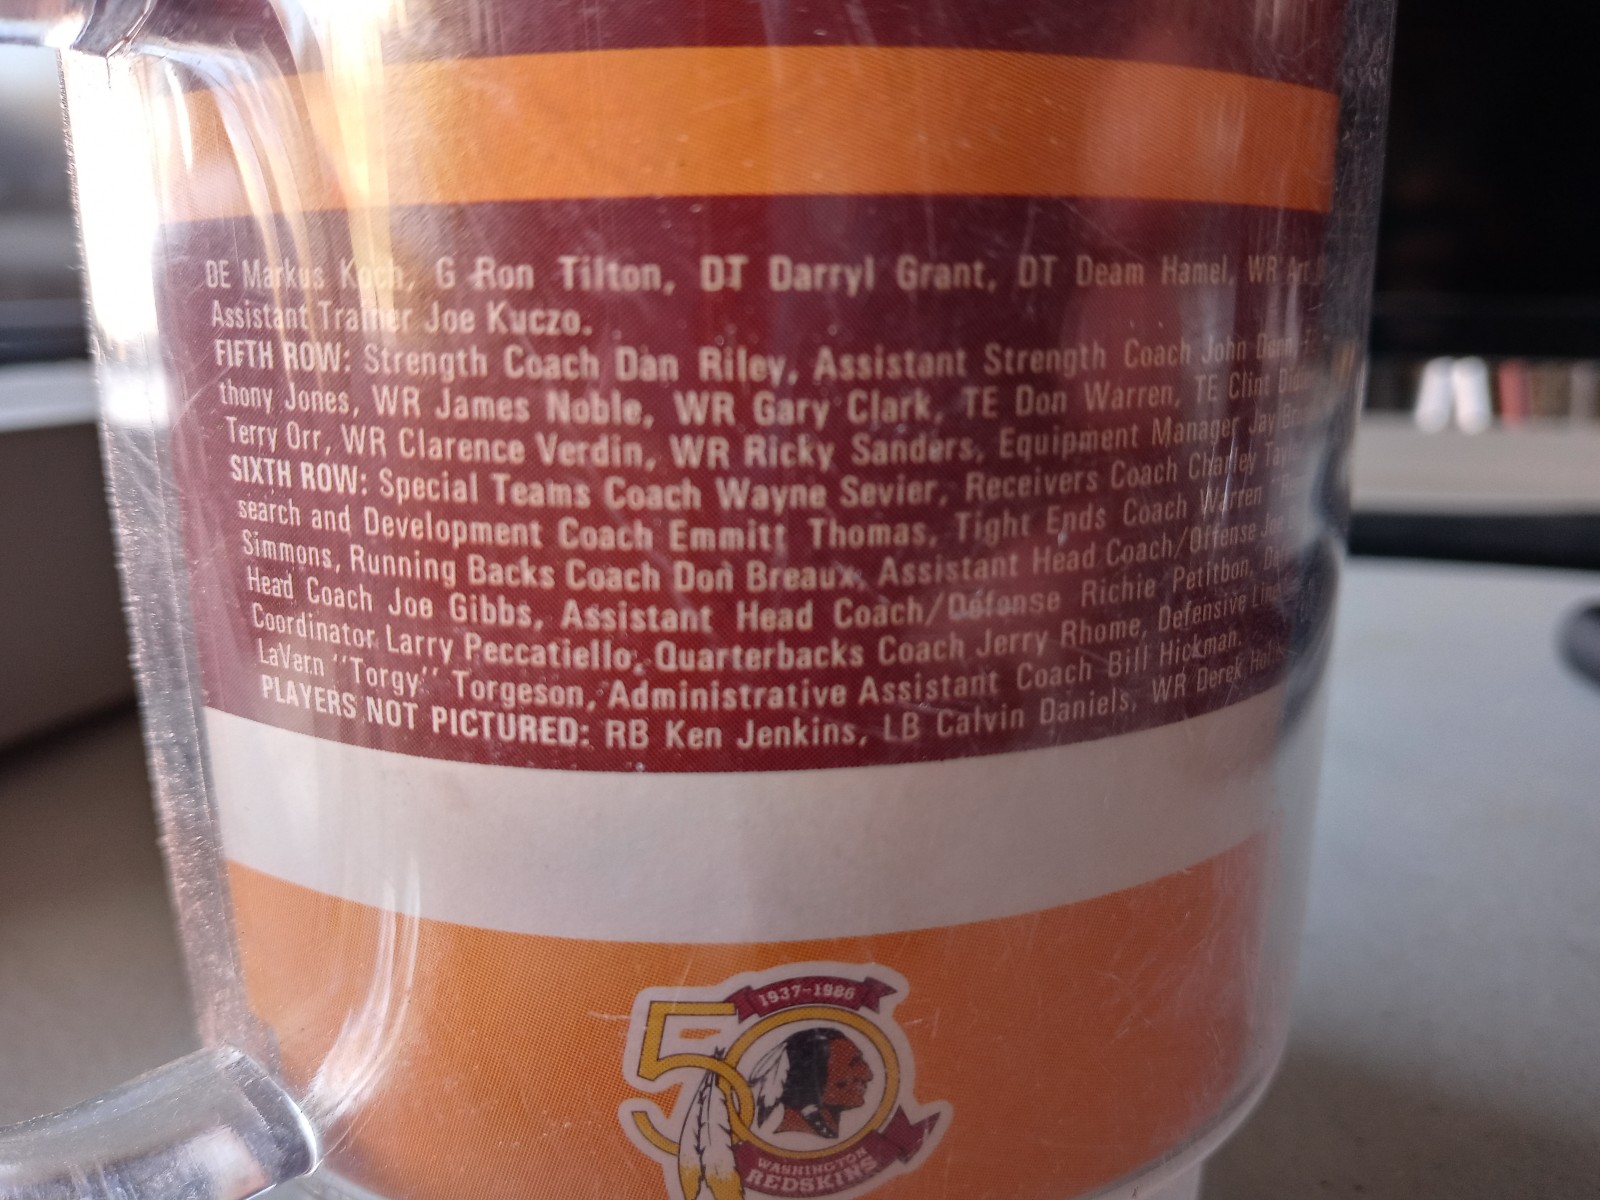 DE Markus Koch, G Ron Tilton, DT Darryl Grant, DT Deam Hamel, WR Art
Assistant Trainer Joe Kuczo.
FIFTH ROW: Strength Coach Dan Riley, Assistant Strength Coach John
thony Jones, WR James Noble, WR Gary Clark, TE Don Warren, TE Clint
Terry Orr, WR Clarence Verdin, WR Ricky Sanders, Equipment Manager Jay
SIXTH ROW: Special Teams Coach Wayne Sevier, Receivers Coach Charley
search and Development Coach Emmitt Thomas, Tight Ends Coach Warren
Simmons, Running Backs Coach Don Breaux, Assistant Head Coach/Offense Joe
Head Coach Joe Gibbs, Assistant Head Coach/Defense Richie Petitbon,
Coordinator Larry Peccatiello, Quarterbacks Coach Jerry Rhome, Defensive
LaVern "Torgy" Torgeson, Administrative Assistant Coach Bill Hickman.
PLAYERS NOT PICTURED: RB Ken Jenkins, LB Calvin Daniels, WR Derek
1937-1986
50
WASHINGTON
REDSKINS